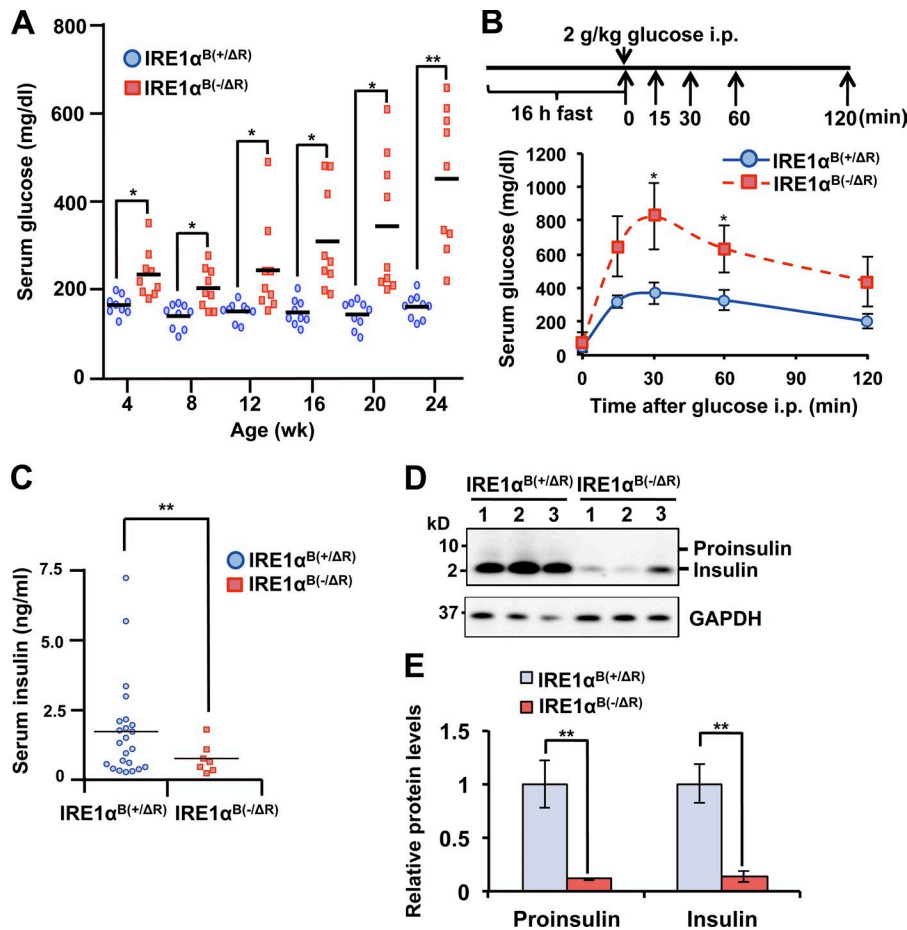 A
800
600
400
200
0
Serum glucose (mg/dl)
IRE1α^B(+/ΔR)
IRE1α^B(-/ΔR)
*
*
*
*
*
**
4 8 12 16 20 24
Age (wk)
B
2 g/kg glucose i.p.
16 h fast
0 15 30 60 120 (min)
1200
1000
800
600
400
200
0
Serum glucose (mg/dl)
IRE1α^B(+/ΔR)
IRE1α^B(-/ΔR)
*
*
0 30 60 90 120
Time after glucose i.p. (min)
C
**
7.5
5.0
2.5
0
Serum insulin (ng/ml)
IRE1α^B(+/ΔR)
IRE1α^B(-/ΔR)
IRE1α^B(+/ΔR) IRE1α^B(-/ΔR)
D
IRE1α^B(+/ΔR) IRE1α^B(-/ΔR)
kD 1 2 3 1 2 3
10 Proinsulin
2 Insulin
37 GAPDH
E
IRE1α^B(+/ΔR)
IRE1α^B(-/ΔR)
1.5
1
0.5
0
Relative protein levels
** **
Proinsulin Insulin